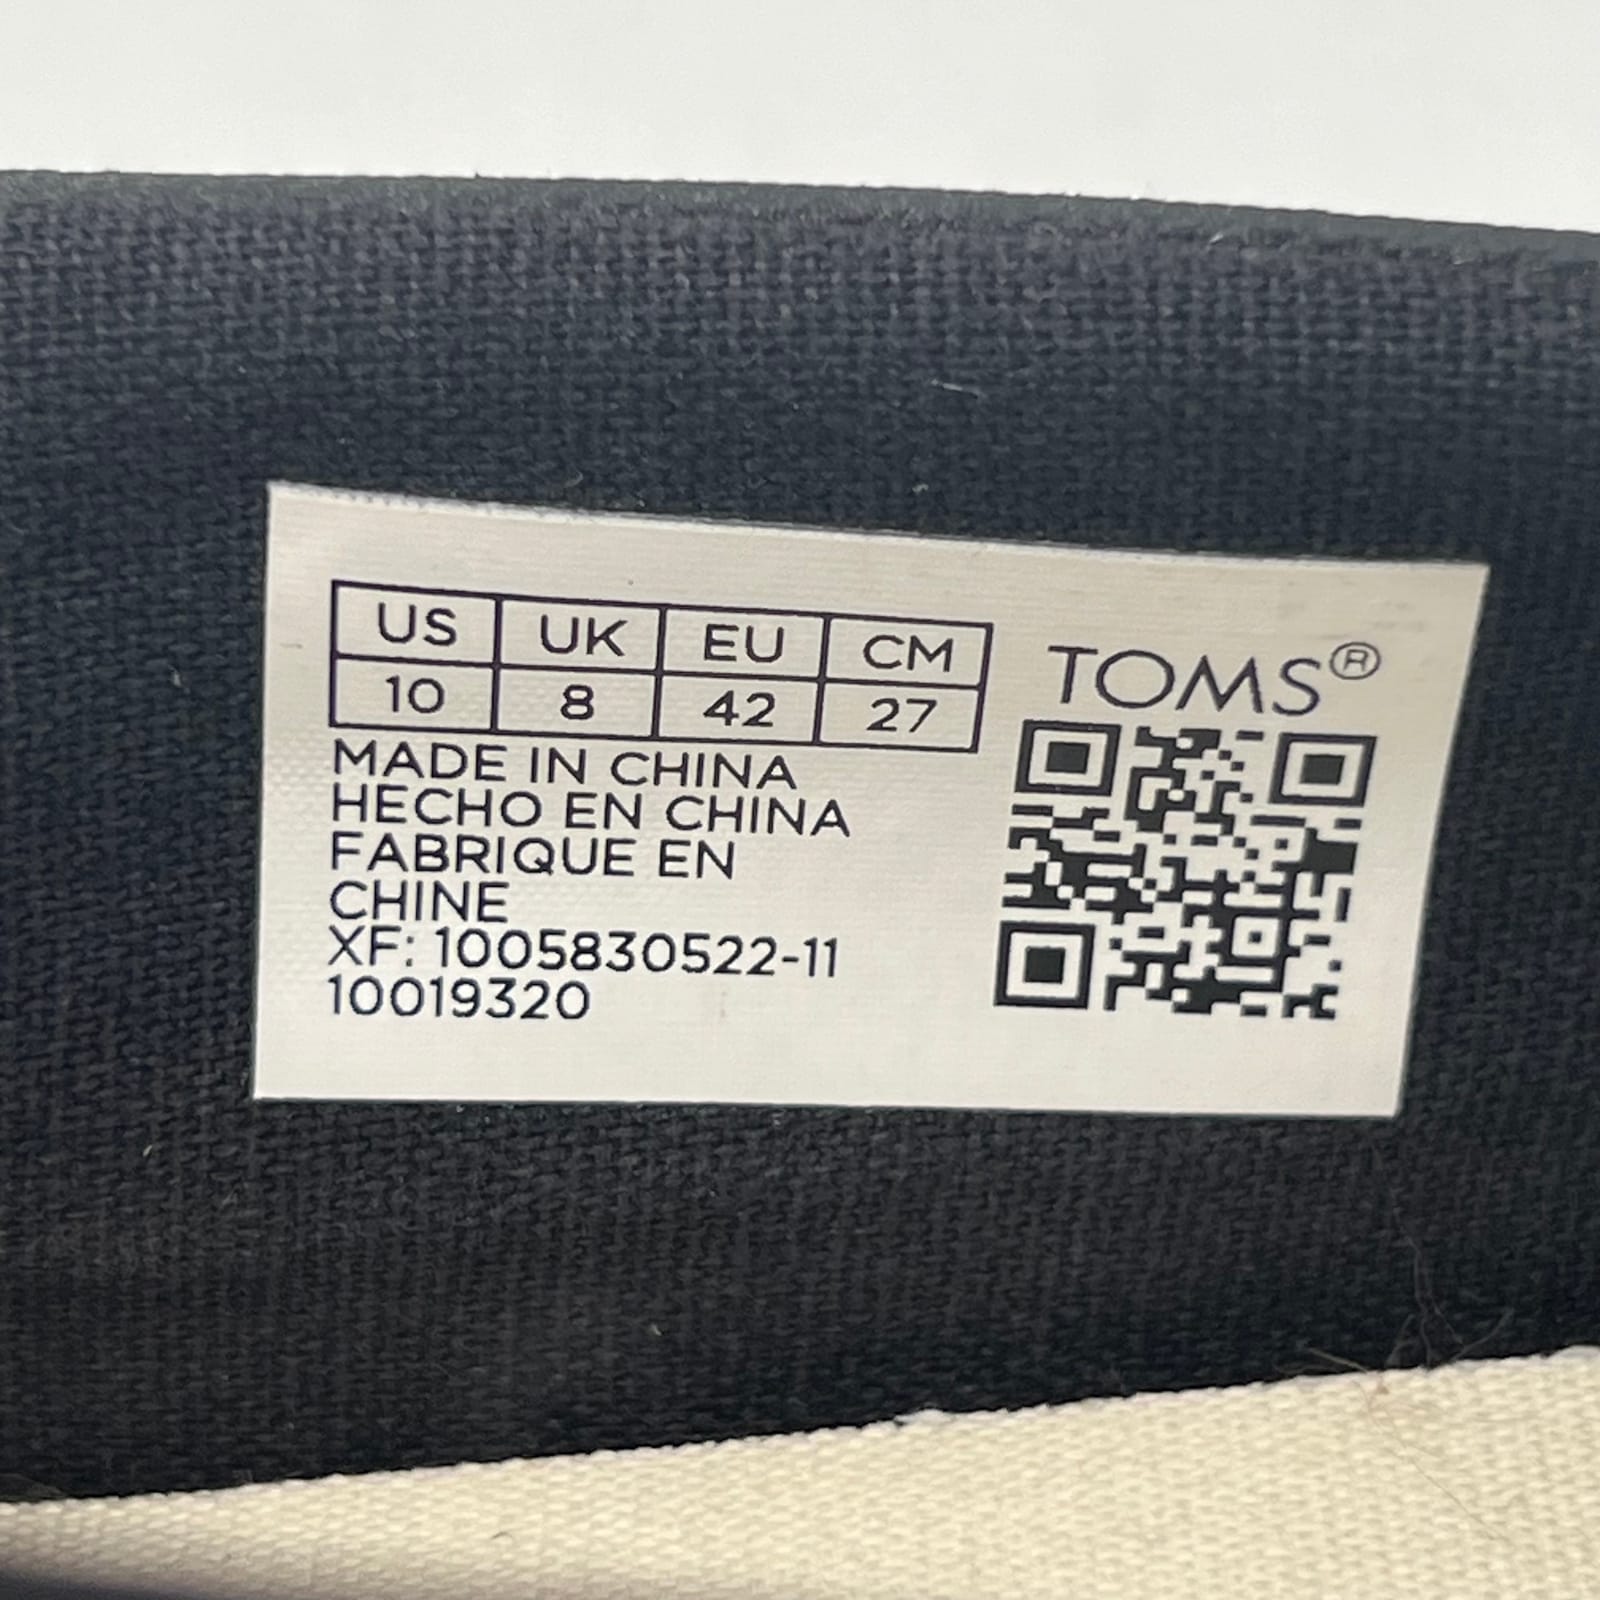 US UK EU CM
10 8 42 27
TOMS®
MADE IN CHINA
HECHO EN CHINA
FABRIQUE EN
CHINE
XF: 1005830522-11
10019320